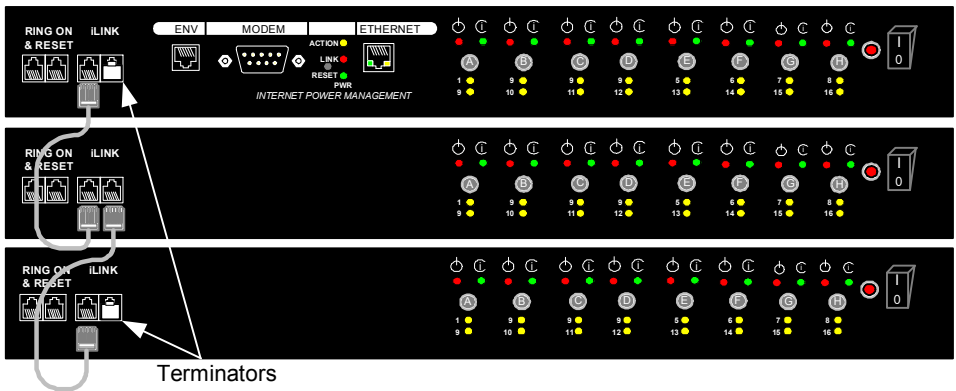 RING ON iLINK ENV MODEM ETHERNET
& RESET
ACTION
LINK
RESET
PWR
INTERNET POWER MANAGEMENT
A B C D E F G H
1 9 9 9 5 6 7 8
9 10 11 12 13 14 15 16
I
0
RING ON iLINK
& RESET
A B C D E F G H
1 9 9 9 5 6 7 8
9 10 11 12 13 14 15 16
I
0
RING ON iLINK
& RESET
A B C D E F G H
1 9 9 9 5 6 7 8
9 10 11 12 13 14 15 16
I
0
Terminators